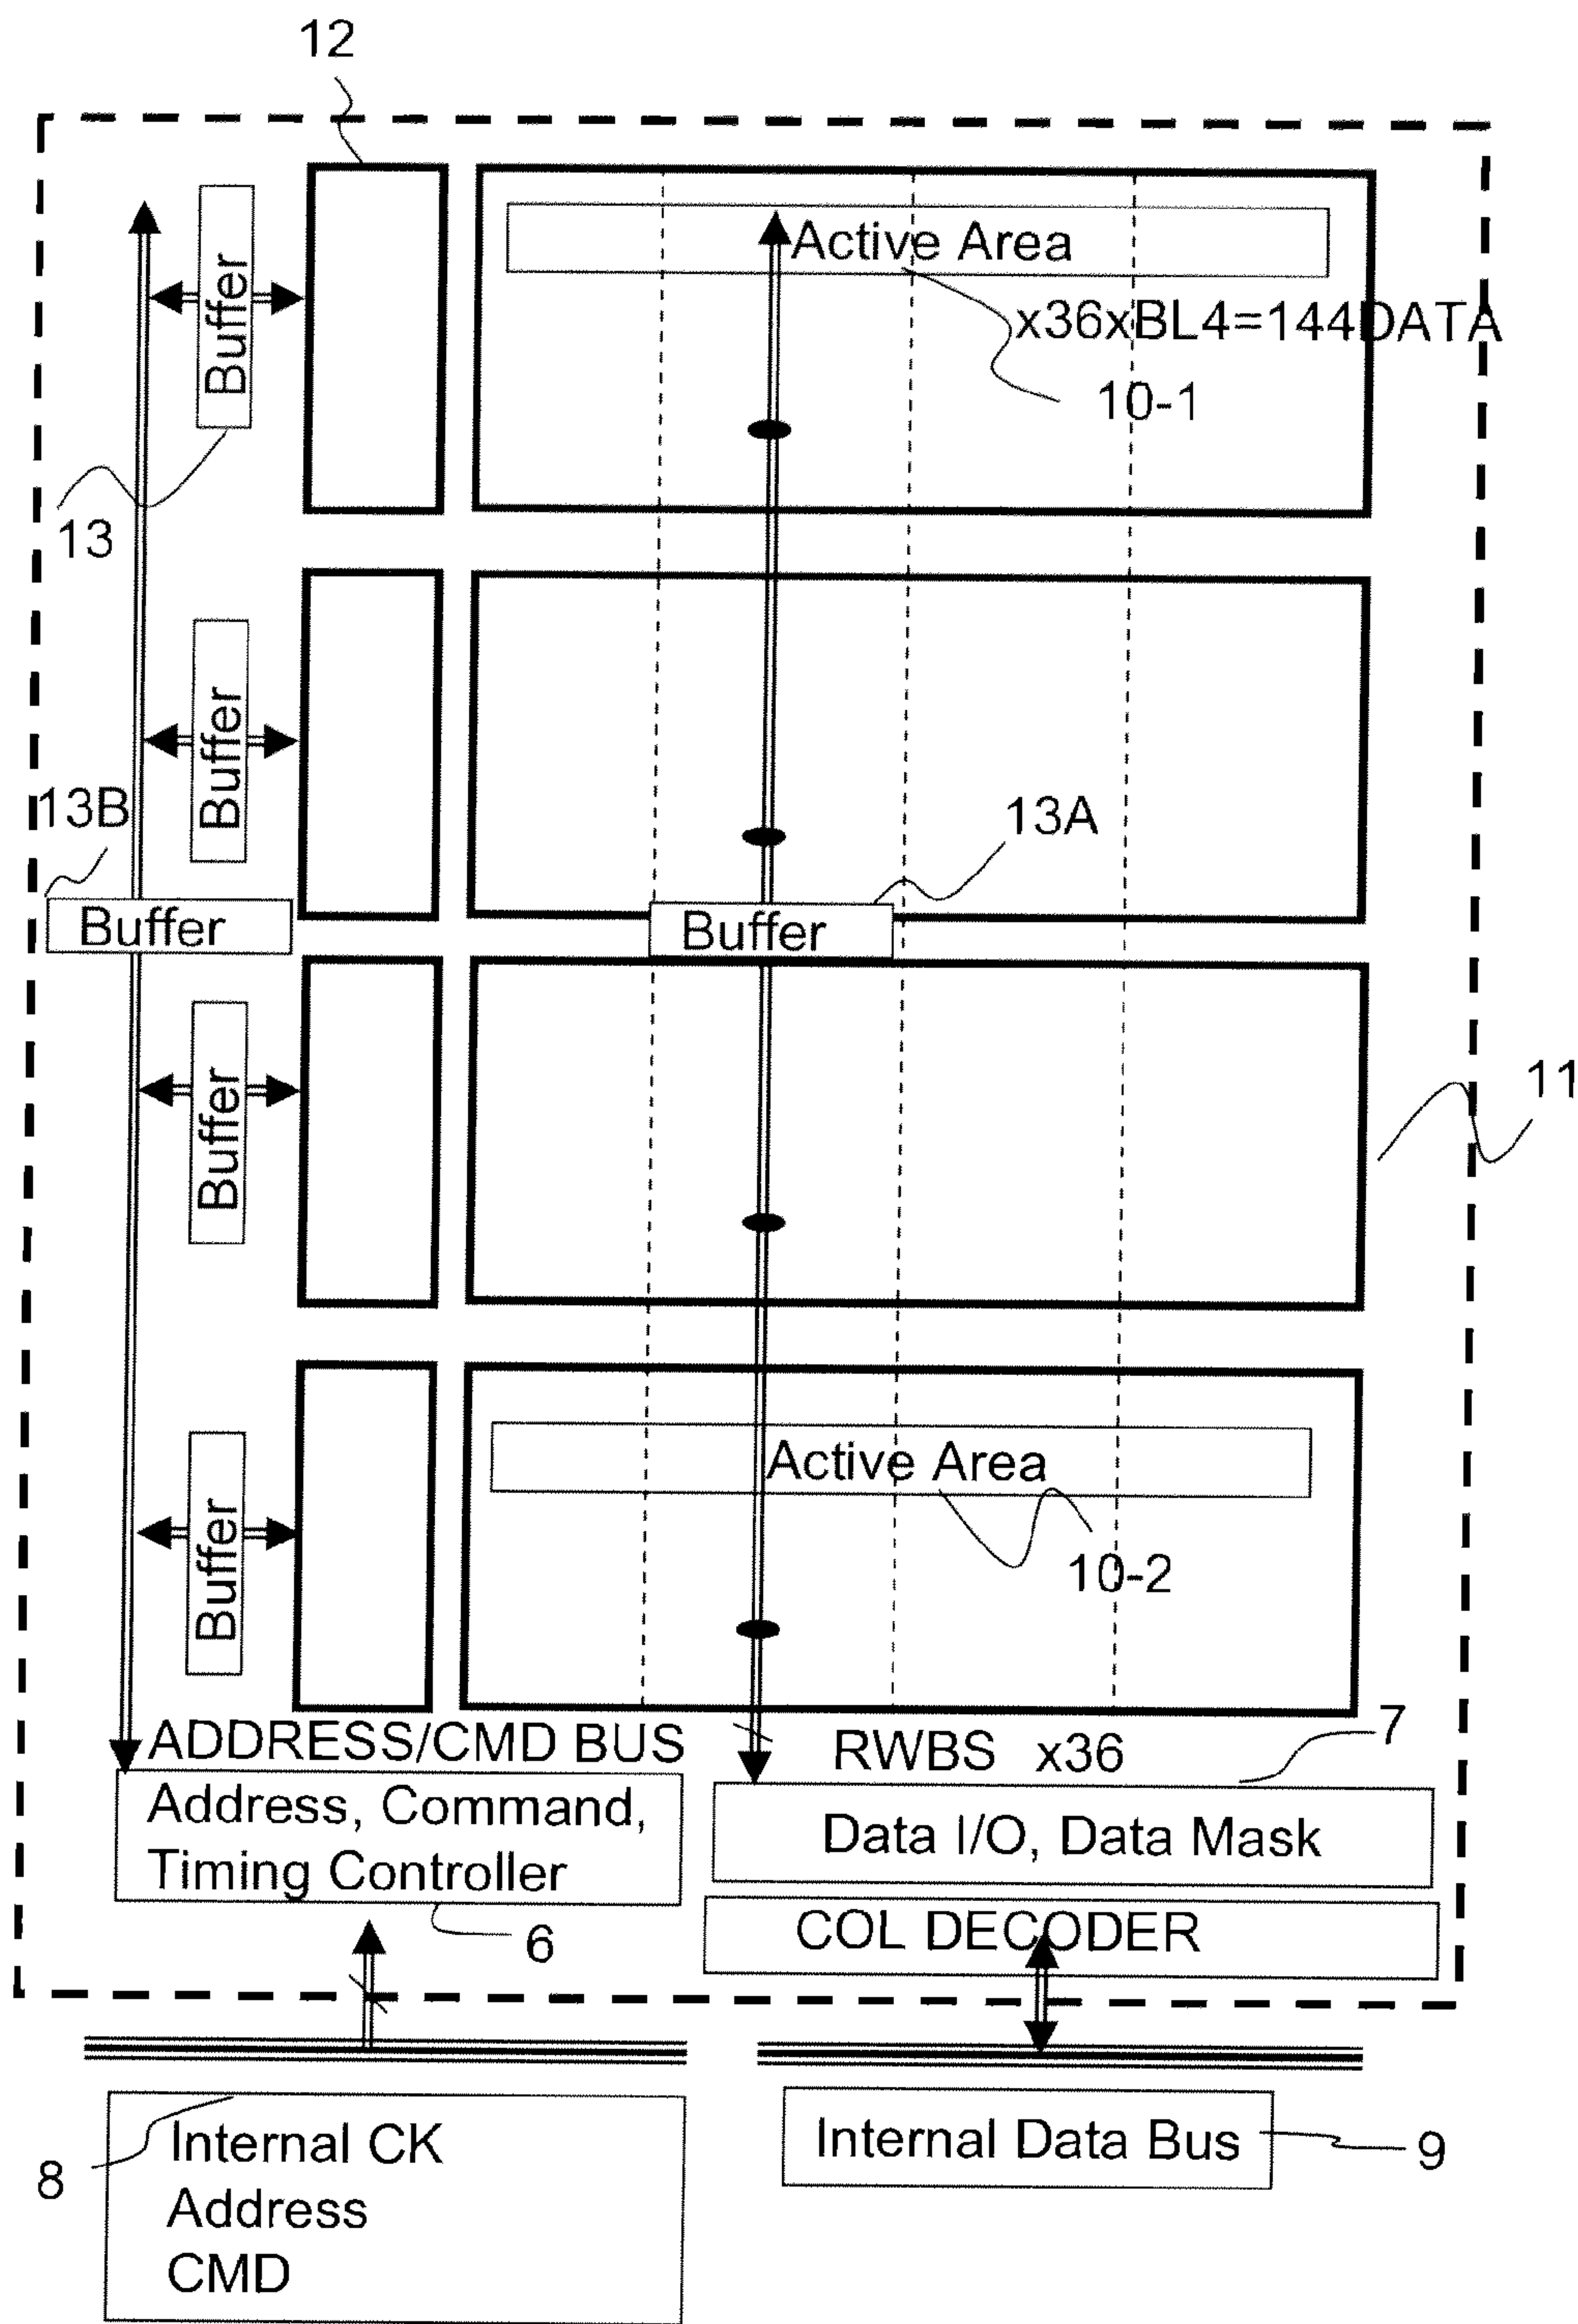 12
Active Area
Buffer
x36xBL4=144DATA
10-1
13
Buffer
13B
13A
Buffer
Buffer
Buffer
11
Active Area
Buffer
10-2
7
ADDRESS/CMD BUS
RWBS x36
Address, Command,
Timing Controller
Data I/O, Data Mask
COL DECODER
6
8
Internal CK
Address
CMD
Internal Data Bus
9